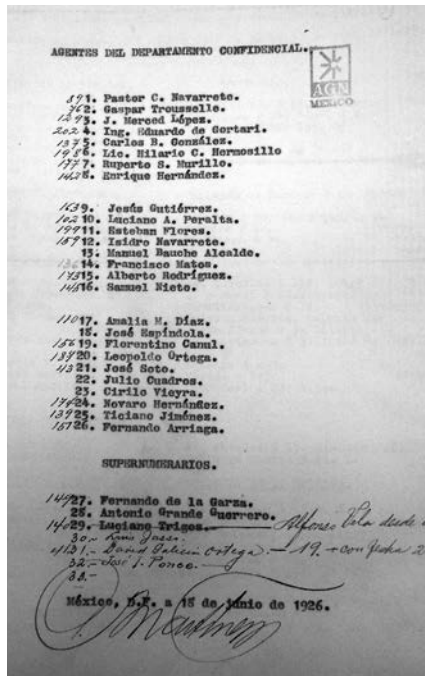 AGENTES DEL DEPARTAMENTO CONFIDENCIAL.
AGN
MEXICO
1. Pastor C. Navarrete.
2. Gaspar Trousselle.
3. J. Merced López.
4. Ing. Eduardo de Gortari.
5. Carlos B. González.
6. Lic. Hilario C. Hermosillo
7. Ruperto S. Murillo.
8. Enrique Hernández.
9. Jesús Gutiérrez.
10. Luciano A. Peralta.
11. Esteban Flores.
12. Isidro Navarrete.
13. Manuel Bauche Alcalde.
14. Francisco Matos.
15. Alberto Rodríguez.
16. Samuel Nieto.
17. Amalia M. Díaz.
18. José Espíndola.
19. Florentino Canul.
20. Leopoldo Ortega.
21. José Soto.
22. Julio Cuadros.
23. Cirilo Vieyra.
24. Novaro Hernández.
25. Ticiano Jiménez.
26. Fernando Arriaga.
SUPERNUMERARIOS.
27. Fernando de la Garza.
28. Antonio Grande Guerrero.
29. Luciano Trigos. Alfonso Vela desde
30.-
31.- David Galicia Ortega. - 19. con fecha 2
32.- José I. Ponce.
33.-
México, D.F. a 15 de junio de 1926.